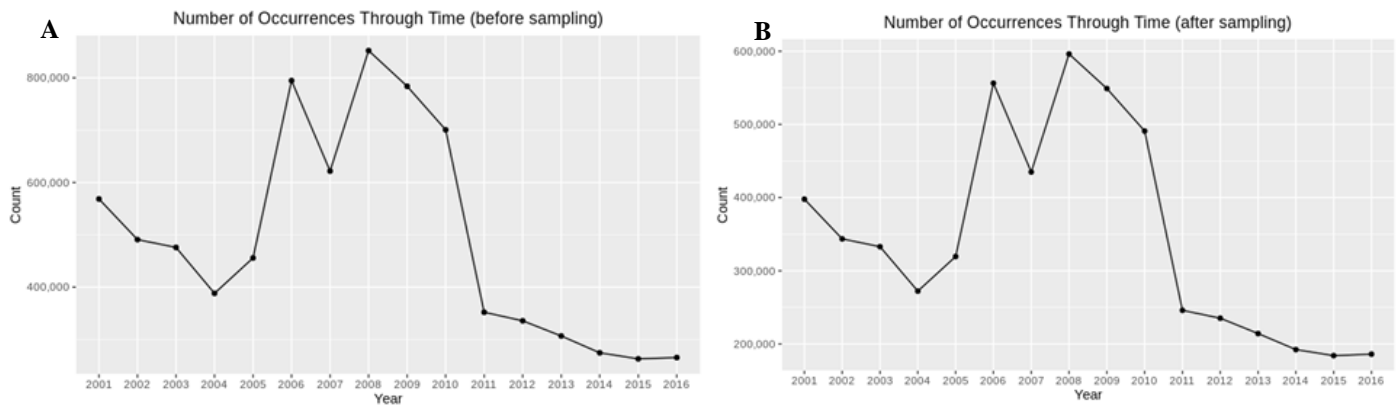 A
Number of Occurrences Through Time (before sampling)
800,000
600,000
400,000
Count
2001 2002 2003 2004 2005 2006 2007 2008 2009 2010 2011 2012 2013 2014 2015 2016
Year
B
Number of Occurrences Through Time (after sampling)
600,000
500,000
400,000
300,000
200,000
Count
2001 2002 2003 2004 2005 2006 2007 2008 2009 2010 2011 2012 2013 2014 2015 2016
Year